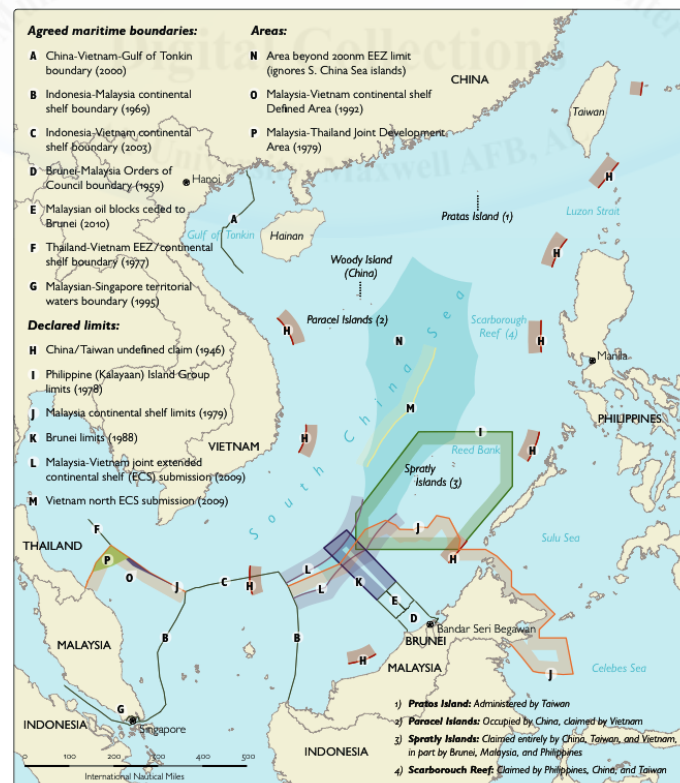 Agreed maritime boundaries:
A China-Vietnam-Gulf of Tonkin
boundary (2000)
B Indonesia-Malaysia continental
shelf boundary (1969)
C Indonesia-Vietnam continental
shelf boundary (2003)
D Brunei-Malaysia Orders of
Council boundary (1959)
E Malaysian oil blocks ceded to
Brunei (2010)
F Thailand-Vietnam EEZ/continental
shelf boundary (1977)
G Malaysian-Singapore territorial
waters boundary (1995)
Declared limits:
H China/Taiwan undefined claim (1946)
I Philippine (Kalayaan) Island Group
limits (1978)
J Malaysia continental shelf limits (1979)
K Brunei limits (1988)
L Malaysia-Vietnam joint extended
continental shelf (ECS) submission (2009)
M Vietnam north ECS submission (2009)
Areas:
N Area beyond 200nm EEZ limit
(ignores S. China Sea islands)
O Malaysia-Vietnam continental shelf
Defined Area (1992)
P Malaysia-Thailand Joint Development
Area (1979)
Digital Collections
Maxwell AFB,
CHINA
Taiwan
H
Hanoi
A
Gulf of Tonkin
Hainan
Pratas Island (1)
Luzon Strait
H
Woody Island
(China)
Paracel Islands (2)
H
N
South China Sea
Scarborough
Reef (4)
H
Manila
PHILIPPINES
M
I
Reed Bank
H
VIETNAM
H
Spratly
Islands (3)
F
THAILAND
P
O
J
C
H
L
L
K
J
H
Sulu Sea
E
D
B
B
Bandar Seri Begawan
BRUNEI
MALAYSIA
MALAYSIA
H
J
Celebes Sea
G
Singapore
INDONESIA
INDONESIA
0 100 200 300 400 500
International Nautical Miles
1) Pratos Island: Administered by Taiwan
2) Paracel Islands: Occupied by China, claimed by Vietnam
3) Spratly Islands: Claimed entirely by China, Taiwan, and Vietnam,
in part by Brunei, Malaysia, and Philippines
4) Scarborouch Reef: Claimed by Philippines, China, and Taiwan